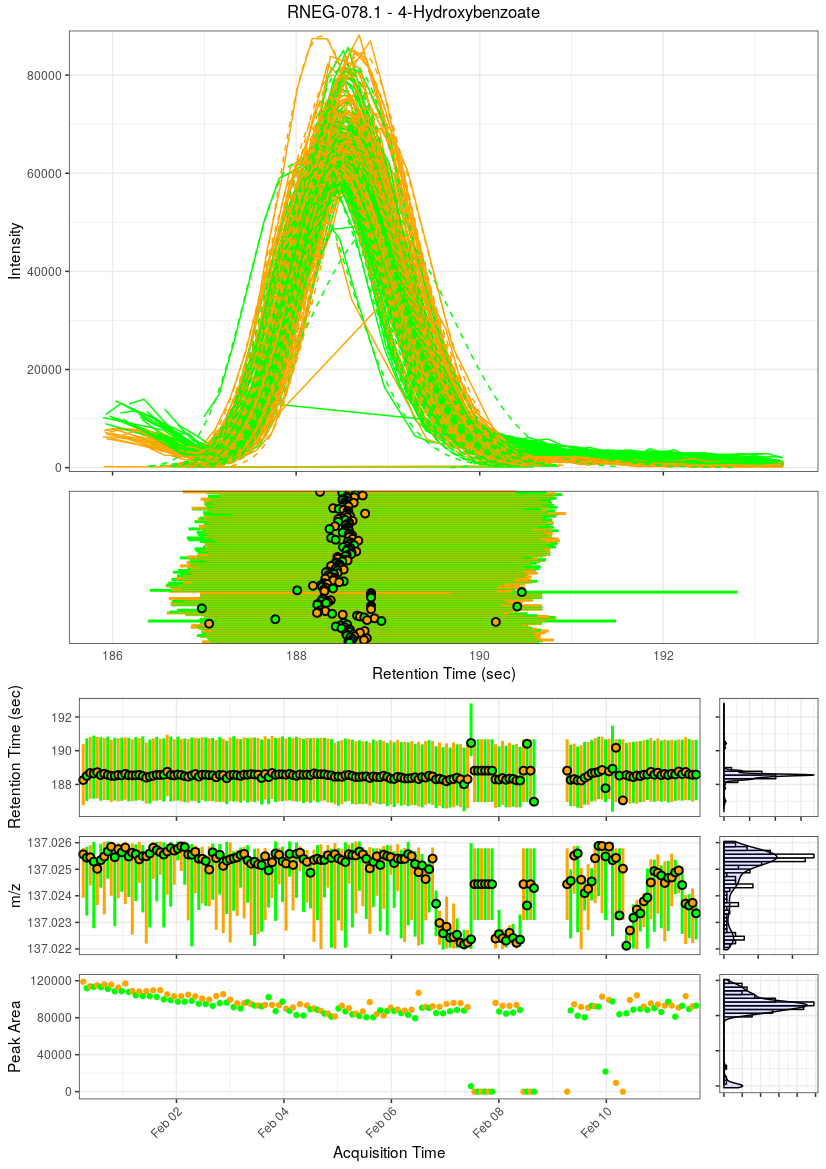 RNEG-078.1 - 4-Hydroxybenzoate
Intensity
80000
60000
40000
20000
0
186
188
190
192
Retention Time (sec)
Retention Time (sec)
192
190
188
m/z
137.026
137.025
137.024
137.023
137.022
Peak Area
120000
80000
40000
0
Feb 02
Feb 04
Feb 06
Feb 08
Feb 10
Acquisition Time